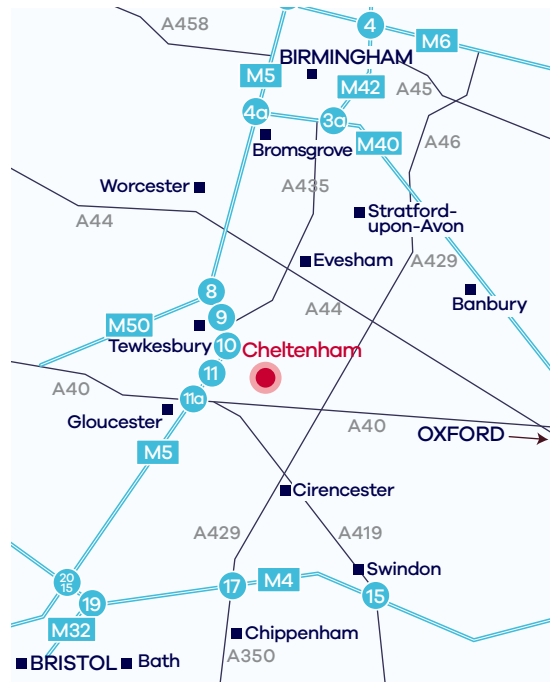 4
A458
M6
BIRMINGHAM
M5
M42
A45
4a
3a
M40
Bromsgrove
A46
Worcester
A435
A44
Stratford-
upon-Avon
Evesham
A429
8
Banbury
M50
9
A44
Tewkesbury
10
Cheltenham
11
A40
11a
Gloucester
A40
OXFORD
M5
Cirencester
A429
A419
Swindon
20
15
M4
17
15
19
M32
Chippenham
A350
BRISTOL
Bath